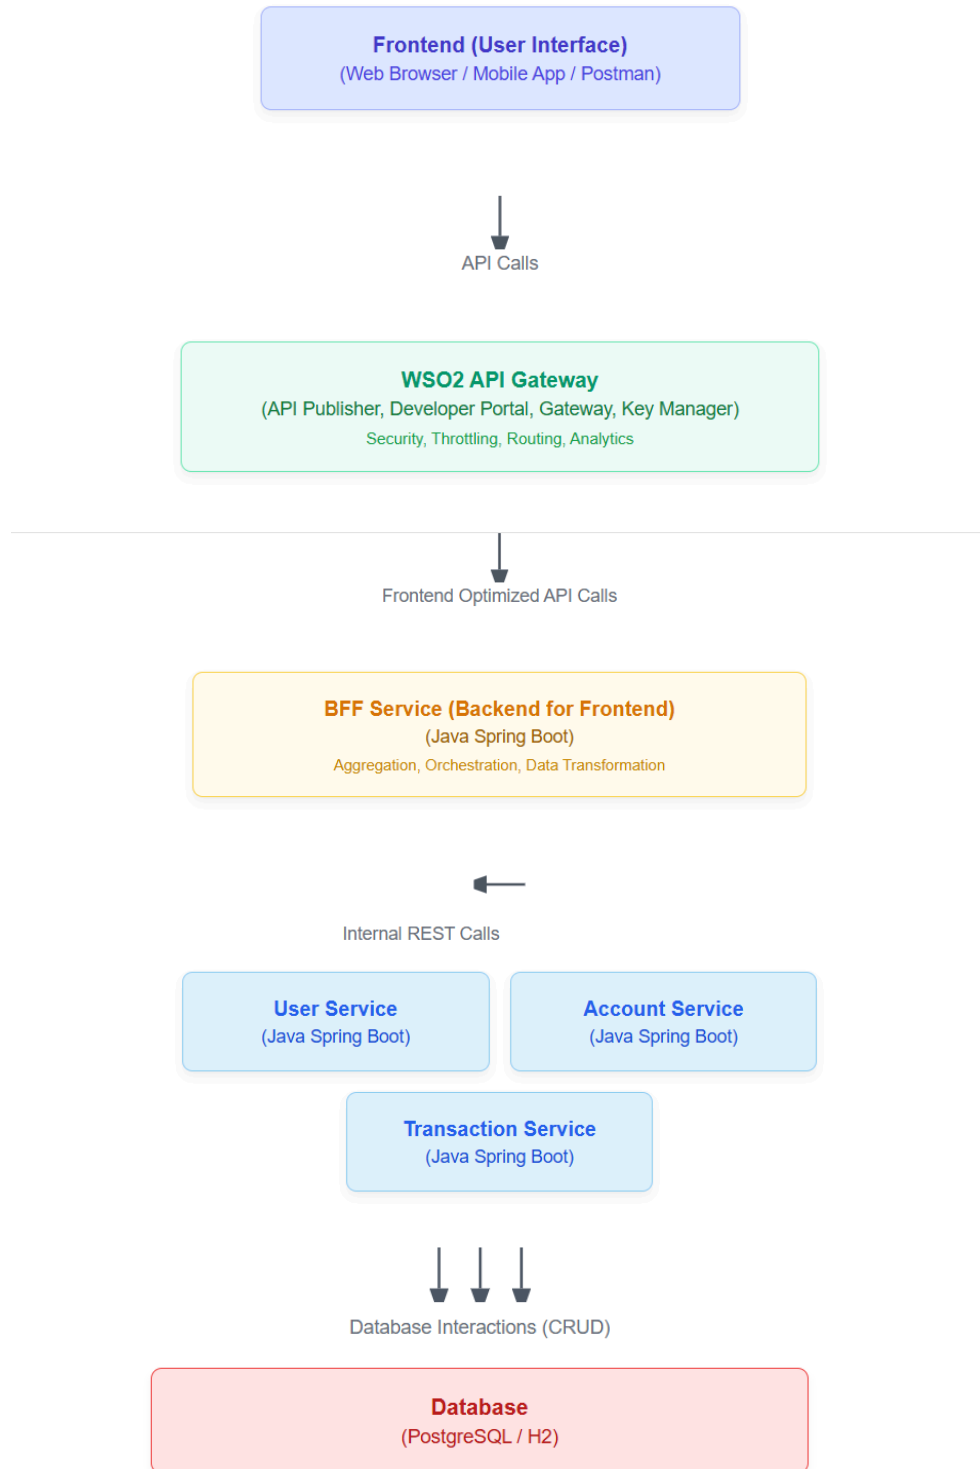 Frontend (User Interface)
(Web Browser / Mobile App / Postman)
API Calls
WSO2 API Gateway
(API Publisher, Developer Portal, Gateway, Key Manager)
Security, Throttling, Routing, Analytics
Frontend Optimized API Calls
BFF Service (Backend for Frontend)
(Java Spring Boot)
Aggregation, Orchestration, Data Transformation
Internal REST Calls
User Service
(Java Spring Boot)
Account Service
(Java Spring Boot)
Transaction Service
(Java Spring Boot)
Database Interactions (CRUD)
Database
(PostgreSQL / H2)